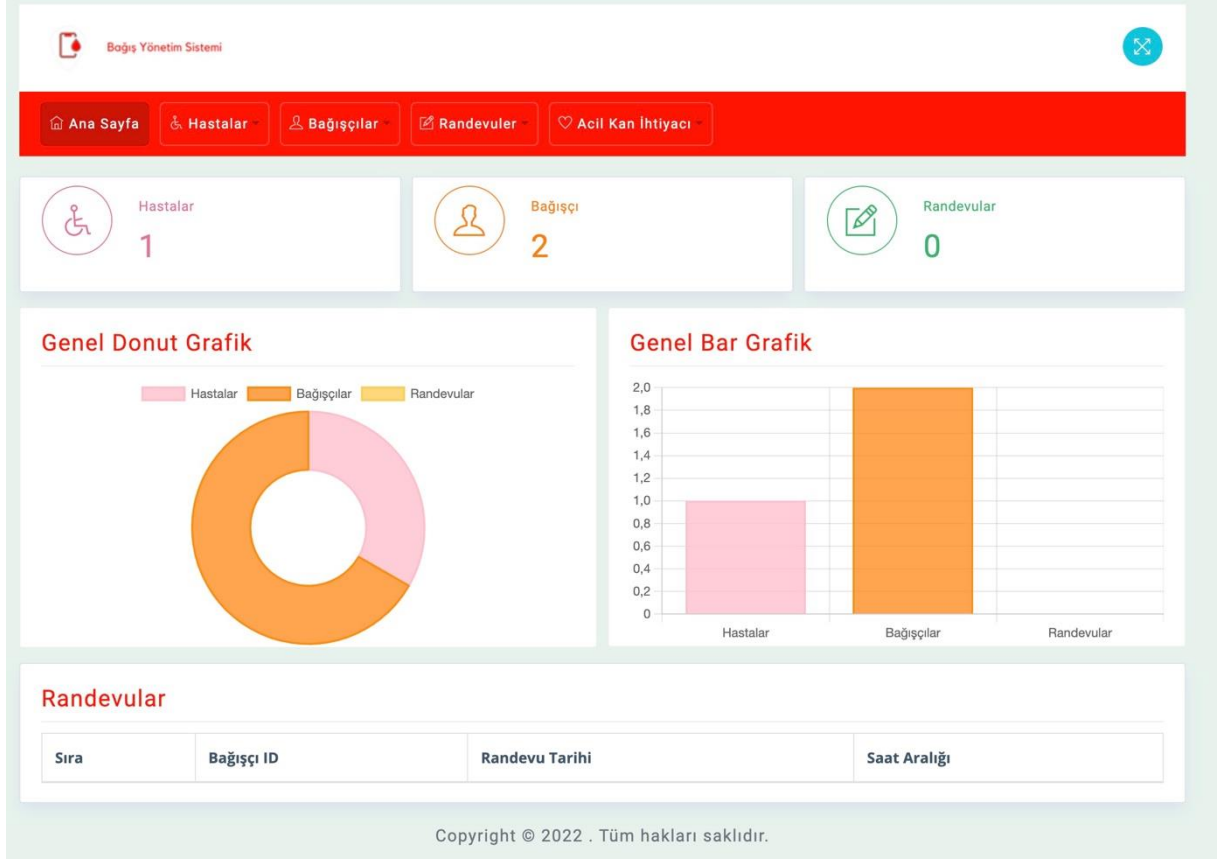 Bağış Yönetim Sistemi
Ana Sayfa Hastalar Bağışçılar Randevuler Acil Kan İhtiyacı
Hastalar
1
Bağışçı
2
Randevular
0
Genel Donut Grafik
Hastalar Bağışçılar Randevular
Genel Bar Grafik
2,0
1,8
1,6
1,4
1,2
1,0
0,8
0,6
0,4
0,2
0
Hastalar Bağışçılar Randevular
Randevular
Sıra Bağışçı ID Randevu Tarihi Saat Aralığı
Copyright © 2022 . Tüm hakları saklıdır.